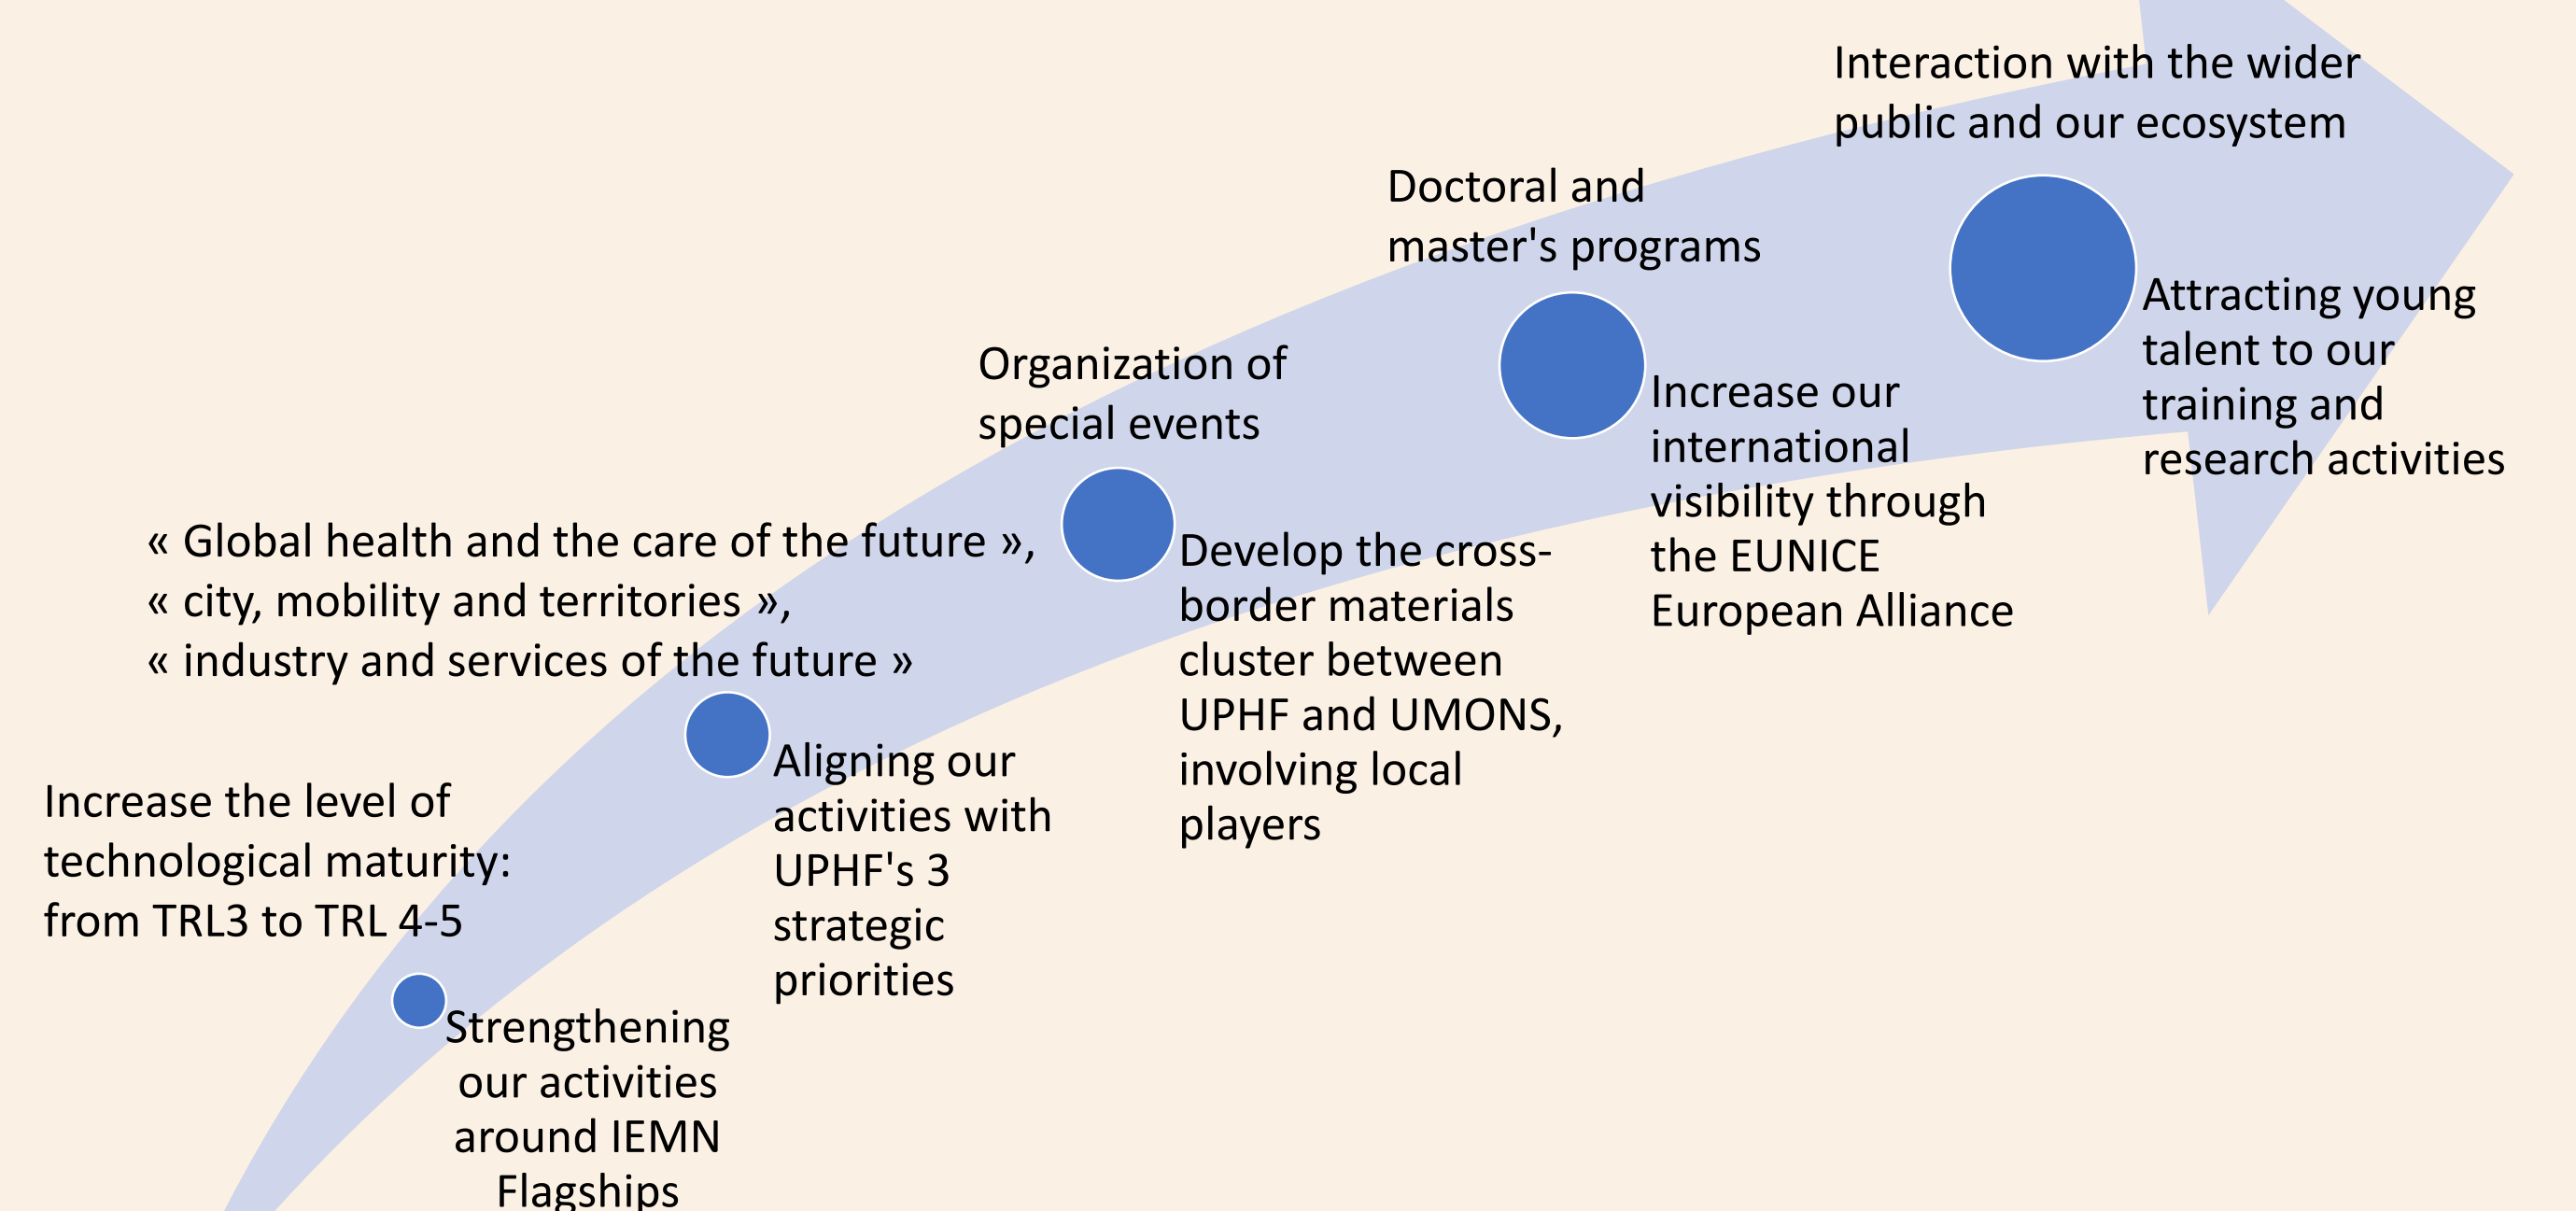 Interaction with the wider
public and our ecosystem
Attracting young
talent to our
training and
research activities
Doctoral and
master's programs
Increase our
international
visibility through
the EUNICE
European Alliance
Organization of
special events
Develop the cross-
border materials
cluster between
UPHF and UMONS,
involving local
players
« Global health and the care of the future »,
« city, mobility and territories »,
« industry and services of the future »
Aligning our
activities with
UPHF's 3
strategic
priorities
Increase the level of
technological maturity:
from TRL3 to TRL 4-5
Strengthening
our activities
around IEMN
Flagships